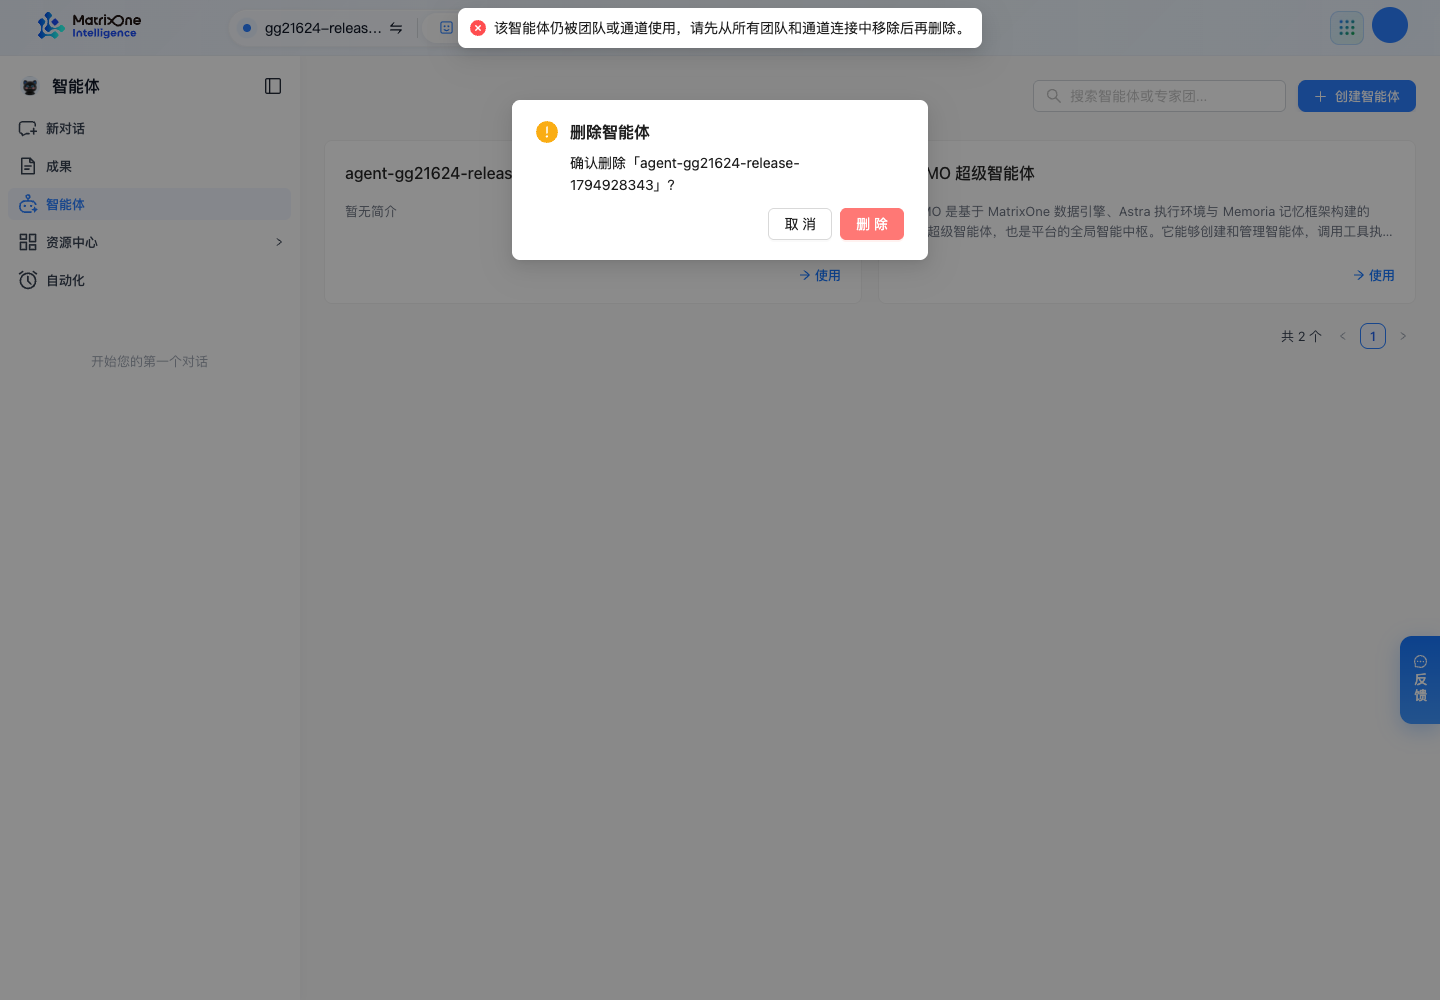 MatrixOne
Intelligence
gg21624-releas...
该智能体仍被团队或通道使用，请先从所有团队和通道连接中移除后再删除。
智能体
新对话
成果
智能体
资源中心
自动化
开始您的第一个对话
搜索智能体或专家团...
创建智能体
删除智能体
确认删除「agent-gg21624-release-
1794928343」?
取 消
删 除
agent-gg21624-releas
暂无简介
使用
MO 超级智能体
MO 是基于 MatrixOne 数据引擎、Astra 执行环境与 Memoria 记忆框架构建的
超级智能体，也是平台的全局智能中枢。它能够创建和管理智能体，调用工具执...
使用
共 2 个
1
反
馈